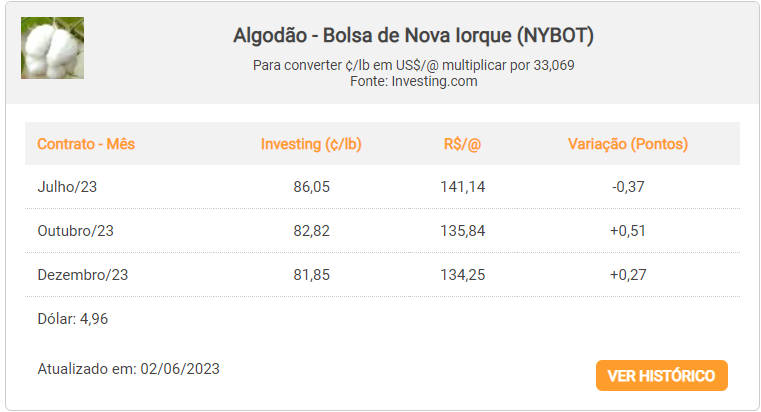 Algodão - Bolsa de Nova Iorque (NYBOT)
Para converter ¢/lb em US$/@ multiplicar por 33,069
Fonte: Investing.com
Contrato - Mês Investing (¢/lb) R$/@ Variação (Pontos)
Julho/23 86,05 141,14 -0,37
Outubro/23 82,82 135,84 +0,51
Dezembro/23 81,85 134,25 +0,27
Dólar: 4,96
Atualizado em: 02/06/2023 VER HISTÓRICO